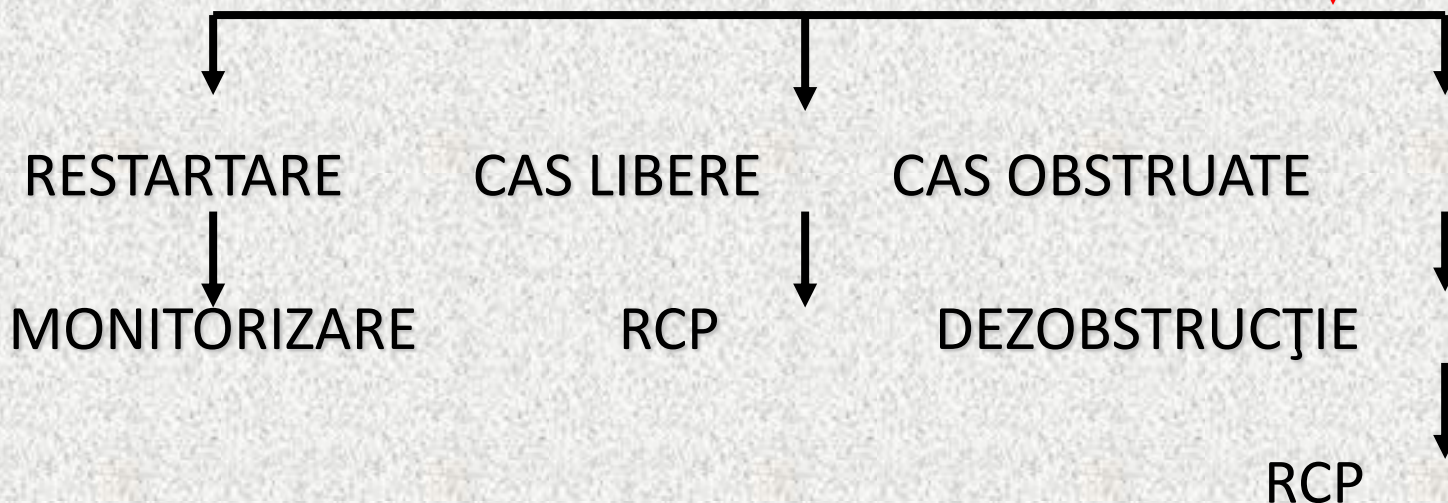 RESTARTARE CAS LIBERE CAS OBSTRUATE
MONITORIZARE RCP DEZOBSTRUCŢIE
RCP